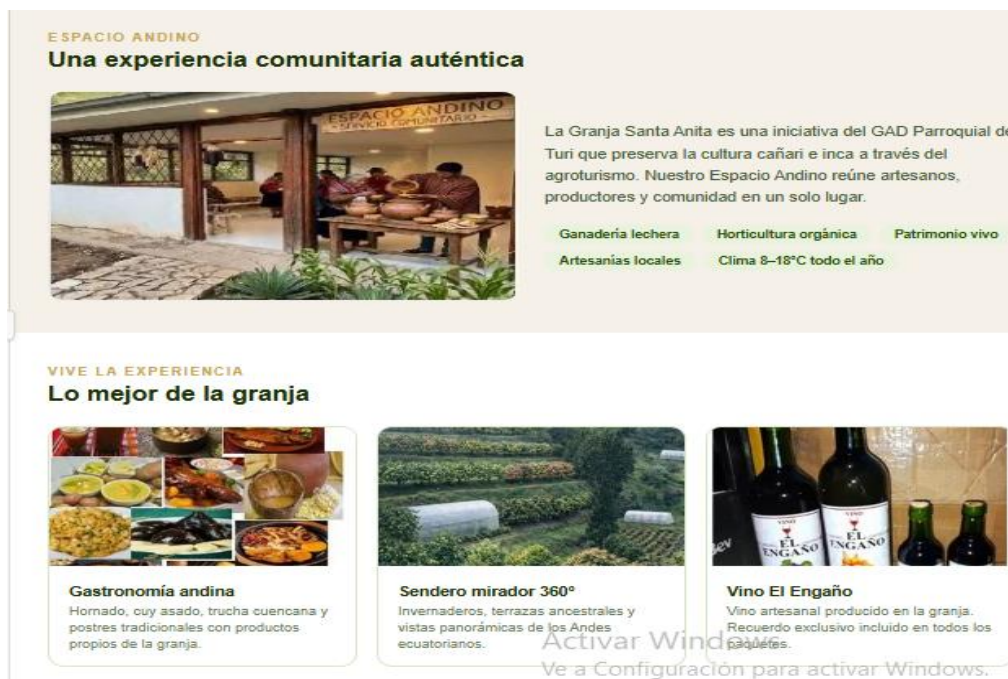 ESPACIO ANDINO
Una experiencia comunitaria auténtica
ESPACIO ANDINO
SERVICIO COMUNITARIO
La Granja Santa Anita es una iniciativa del GAD Parroquial de
Turi que preserva la cultura cañari e inca a través del
agroturismo. Nuestro Espacio Andino reúne artesanos,
productores y comunidad en un solo lugar.
Ganadería lechera
Horticultura orgánica
Patrimonio vivo
Artesanías locales
Clima 8–18°C todo el año
VIVE LA EXPERIENCIA
Lo mejor de la granja
VINO
EL
ENGAÑO
VINO
EL
ENGAÑO
Gastronomía andina
Hornado, cuy asado, trucha cuencana y
postres tradicionales con productos
propios de la granja.
Sendero mirador 360°
Invernaderos, terrazas ancestrales y
vistas panorámicas de los Andes
ecuatorianos.
Vino El Engaño
Vino artesanal producido en la granja.
Recuerdo exclusivo incluido en todos los
paquetes.
Activar Windows
Ve a Configuración para activar Windows.